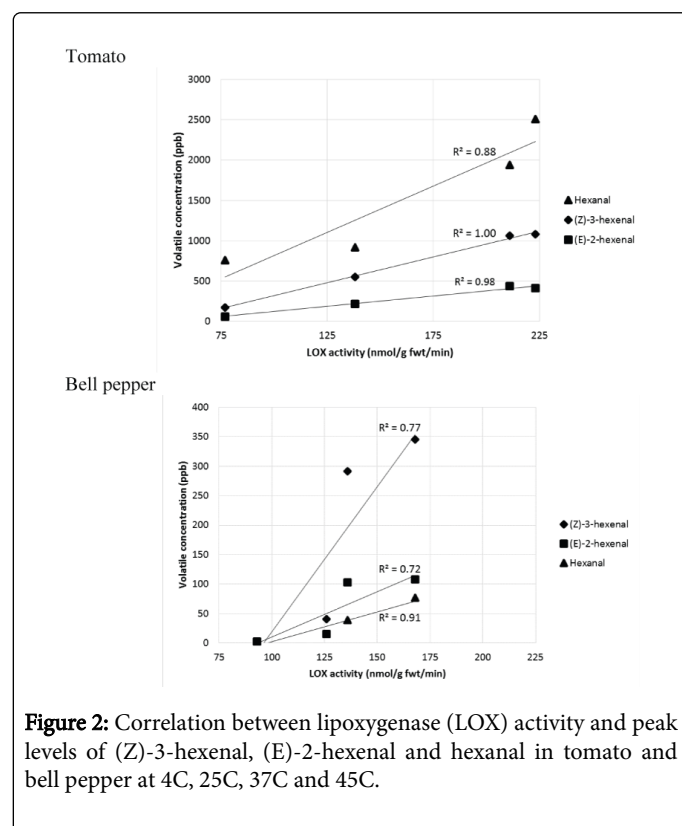 Tomato
3000
2500
2000
1500
1000
500
0
Volatile concentration (ppb)
R² = 0.88
R² = 1.00
R² = 0.98
75 125 175 225
LOX activity (nmol/g fwt/min)
Hexanal
(Z)-3-hexenal
(E)-2-hexenal
Bell pepper
400
350
300
250
200
150
100
50
0
Volatile concentration (ppb)
R² = 0.77
R² = 0.72
R² = 0.91
75 100 125 150 175 200 225
LOX activity (nmol/g fwt/min)
(Z)-3-hexenal
(E)-2-hexenal
Hexanal
Figure 2: Correlation between lipoxygenase (LOX) activity and peak
levels of (Z)-3-hexenal, (E)-2-hexenal and hexanal in tomato and
bell pepper at 4C, 25C, 37C and 45C.